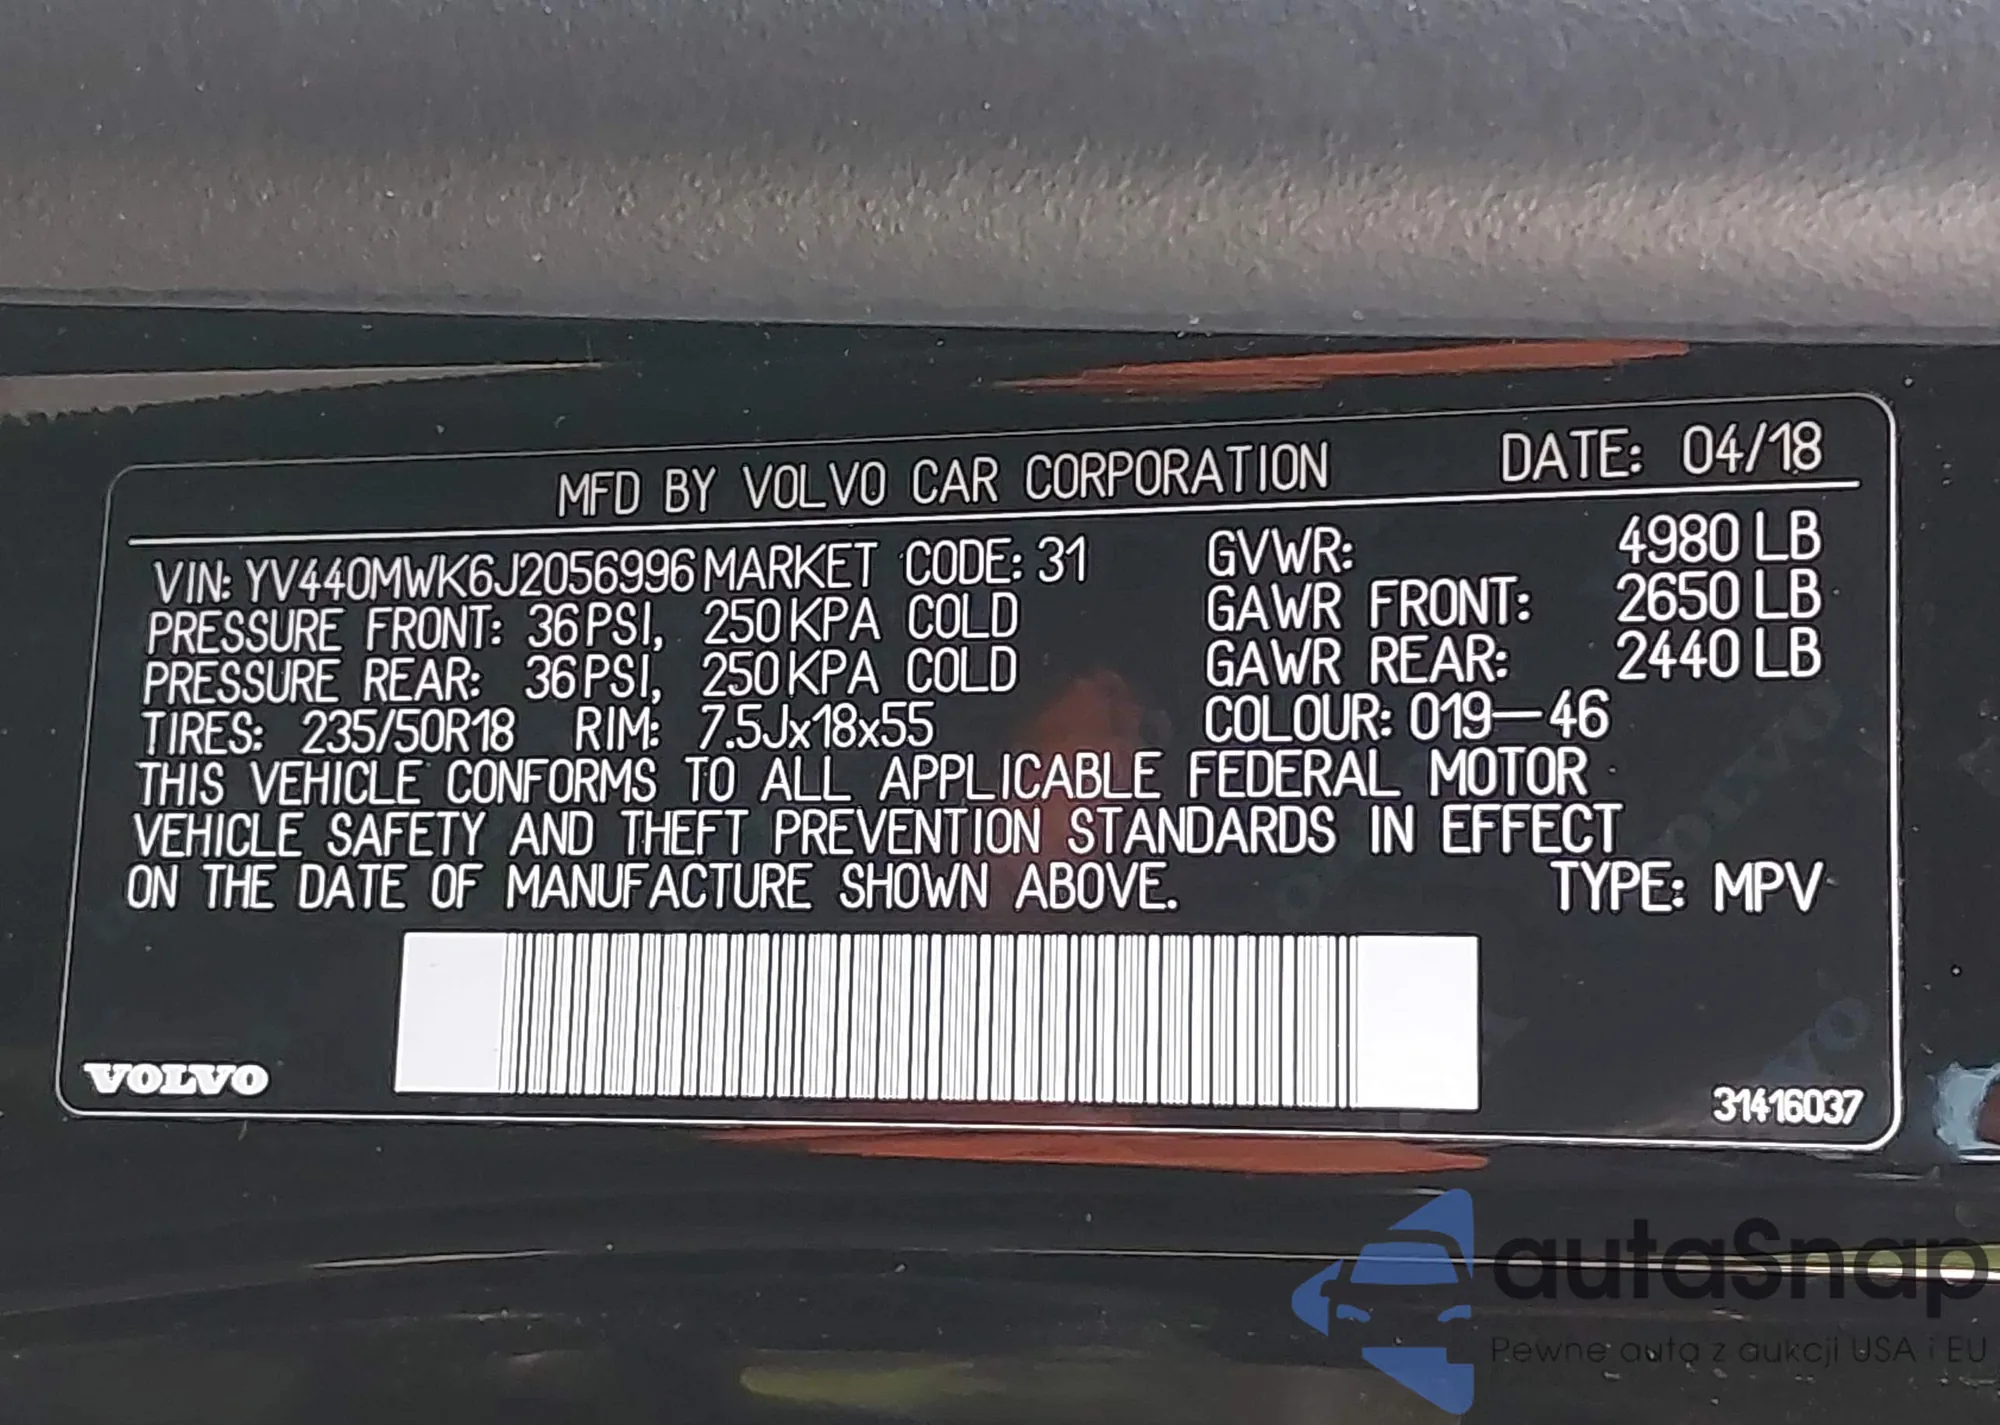 MFD BY VOLVO CAR CORPORATION DATE: 04/18
VIN: YV440MWK6J2056996 MARKET CODE: 31 GVWR: 4980 LB
PRESSURE FRONT: 36 PSI, 250 KPA COLD GAWR FRONT: 2650 LB
PRESSURE REAR: 36 PSI, 250 KPA COLD GAWR REAR: 2440 LB
TIRES: 235/50R18 RIM: 7.5Jx18x55 COLOUR: 019-46
THIS VEHICLE CONFORMS TO ALL APPLICABLE FEDERAL MOTOR
VEHICLE SAFETY AND THEFT PREVENTION STANDARDS IN EFFECT
ON THE DATE OF MANUFACTURE SHOWN ABOVE. TYPE: MPV
VOLVO 31416037
autaSnap
Pewne auta z aukcji USA i EU